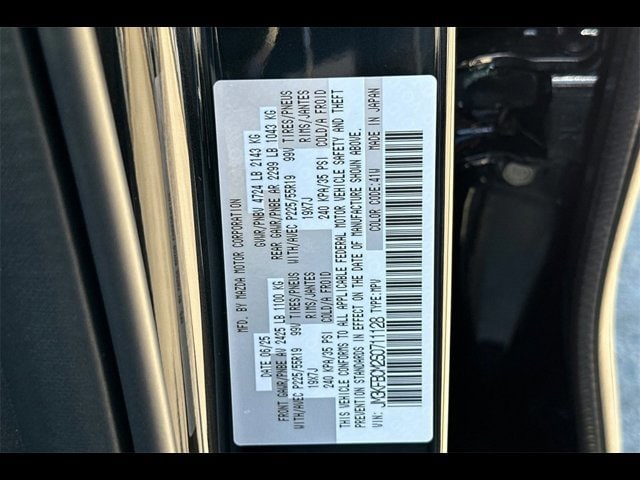 MFD. BY MAZDA MOTOR CORPORATION
DATE 06/25 GVWR/PNBV 4724 LB 2143 KG
FRONT GAWR/PNBE AV 2425 LB 1100 KG REAR GAWR/PNBE AR 2299 LB 1043 KG
WITH/AVEC P225/55R19 99V TIRES/PNEUS WITH/AVEC P225/55R19 99V TIRES/PNEUS
19X7J RIMS/JANTES 19X7J RIMS/JANTES
240 KPA/35 PSI COLD/A FROID 240 KPA/35 PSI COLD/A FROID
THIS VEHICLE CONFORMS TO ALL APPLICABLE FEDERAL MOTOR VEHICLE SAFETY AND THEFT
PREVENTION STANDARDS IN EFFECT ON THE DATE OF MANUFACTURE SHOWN ABOVE.
VIN: TYPE:MPV COLOR CODE:41W MADE IN JAPAN